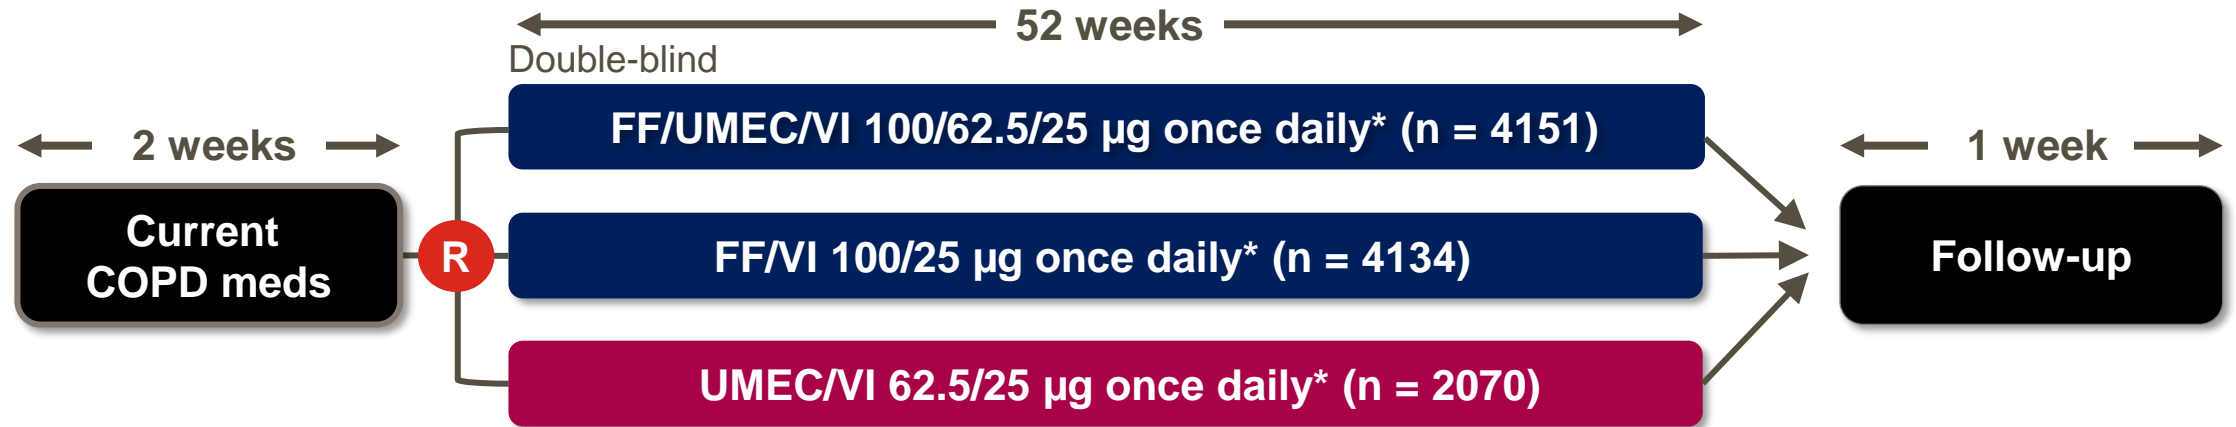 52 weeks
Double-blind
FF/UMEC/VI 100/62.5/25 µg once daily* (n = 4151)
2 weeks
1 week
Current
COPD meds
R
FF/VI 100/25 µg once daily* (n = 4134)
Follow-up
UMEC/VI 62.5/25 µg once daily* (n = 2070)